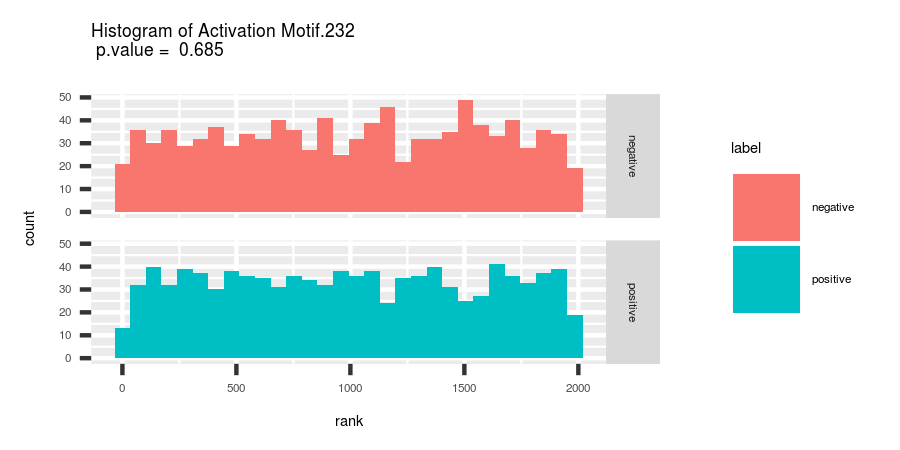 Histogram of Activation Motif.232
p.value = 0.685
count
50
40
30
20
10
0
negative
50
40
30
20
10
0
positive
0 500 1000 1500 2000
rank
label
negative
positive